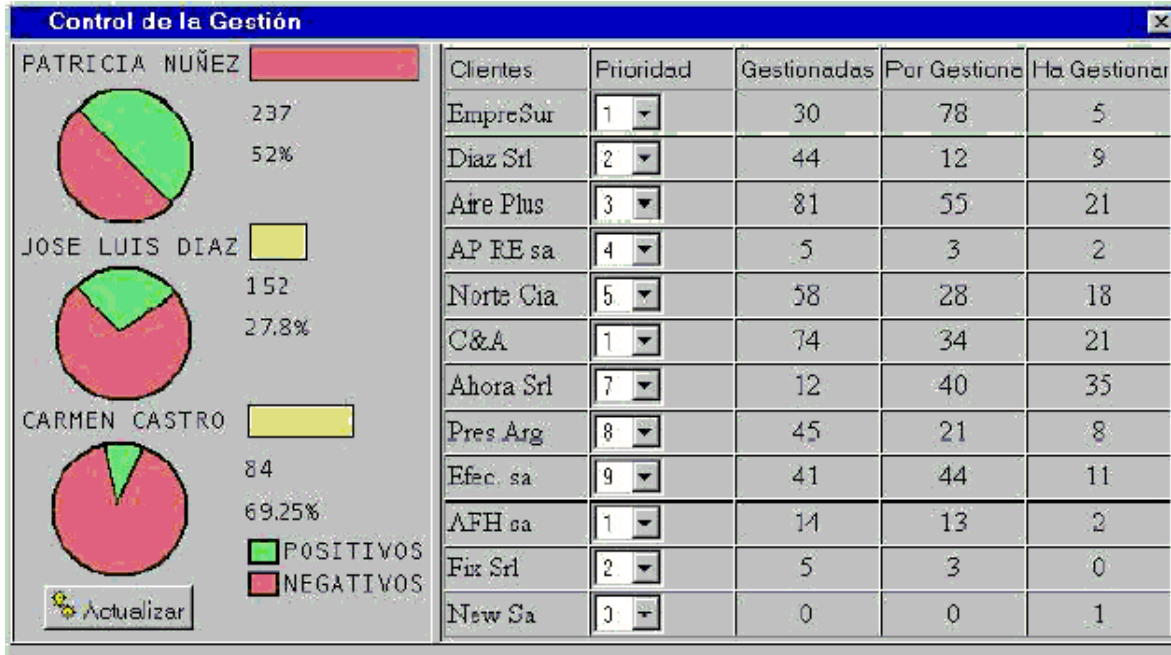 Control de la Gestión
PATRICIA NUÑEZ
237
52%
JOSE LUIS DIAZ
152
27.8%
CARMEN CASTRO
84
69.25%
POSITIVOS
NEGATIVOS
Actualizar
Clientes Prioridad Gestionadas Por Gestiona Ha Gestionar
EmpreSur 1 30 78 5
Diaz Srl 2 44 12 9
Aire Plus 3 81 55 21
AP RE sa 4 5 3 2
Norte Cia 5 58 28 18
C&A 1 74 34 21
Ahora Srl 7 12 40 35
Pres Arg 8 45 21 8
Efec. sa 9 41 44 11
AFH sa 1 14 13 2
Fix Srl 2 5 3 0
New Sa 3 0 0 1